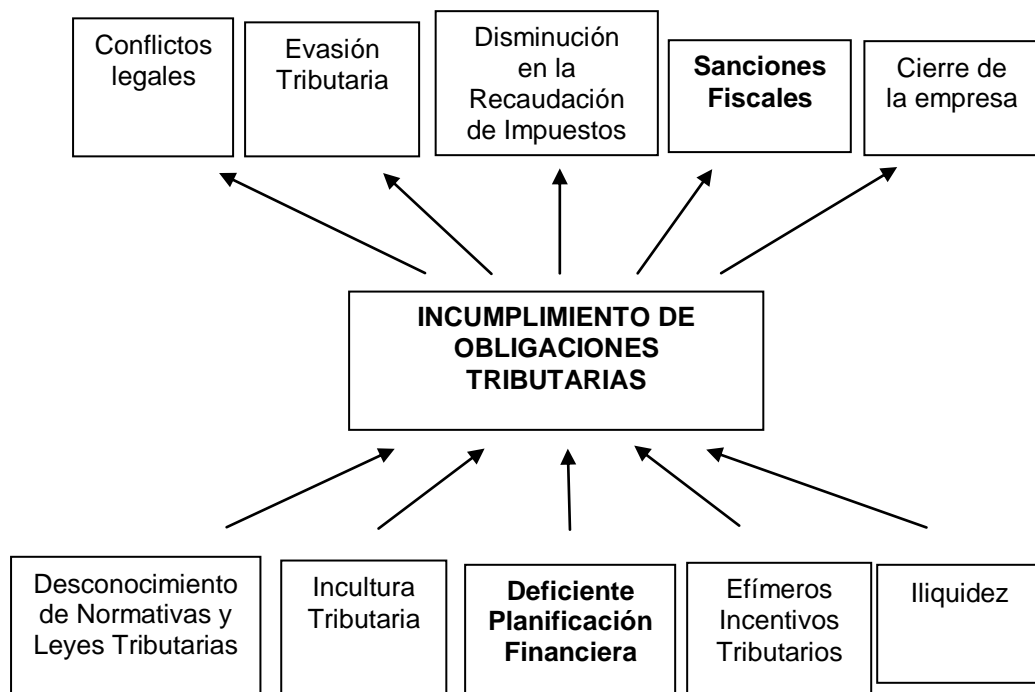 Conflictos
legales
Evasión
Tributaria
Disminución
en la
Recaudación
de Impuestos
Sanciones
Fiscales
Cierre de
la empresa
INCUMPLIMIENTO DE
OBLIGACIONES
TRIBUTARIAS
Desconocimiento
de Normativas y
Leyes Tributarias
Incultura
Tributaria
Deficiente
Planificación
Financiera
Efímeros
Incentivos
Tributarios
Iliquidez